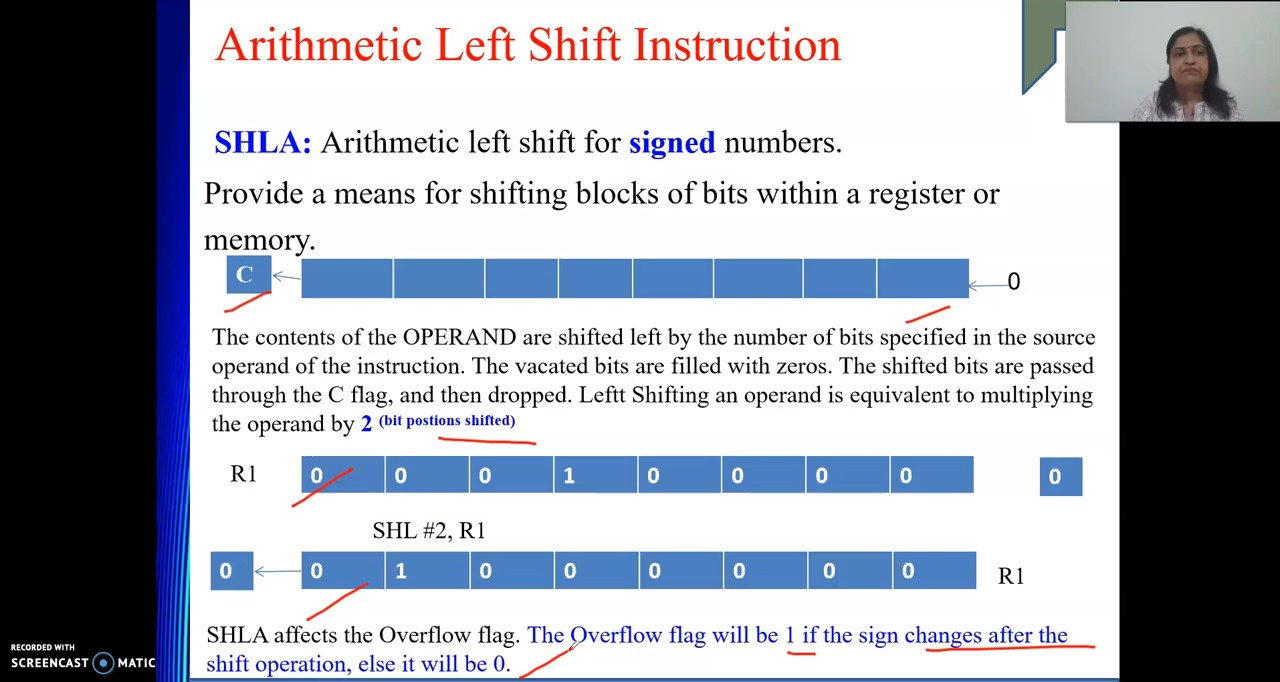 Arithmetic Left Shift Instruction
SHLA: Arithmetic left shift for signed numbers.
Provide a means for shifting blocks of bits within a register or
memory.
C 0
The contents of the OPERAND are shifted left by the number of bits specified in the source
operand of the instruction. The vacated bits are filled with zeros. The shifted bits are passed
through the C flag, and then dropped. Leftt Shifting an operand is equivalent to multiplying
the operand by 2 (bit postions shifted)
R1 0 0 0 1 0 0 0 0 0
SHL #2, R1
0 0 1 0 0 0 0 0 0 R1
SHLA affects the Overflow flag. The Overflow flag will be 1 if the sign changes after the
shift operation, else it will be 0.
RECORDED WITH
SCREENCAST MATIC